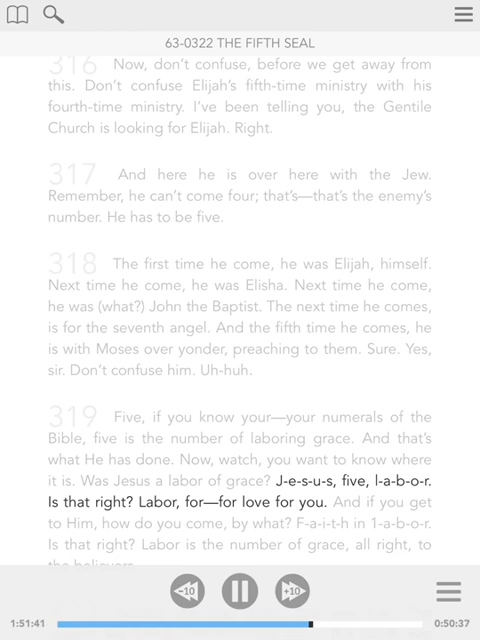 63-0322 THE FIFTH SEAL
316 Now, don't confuse, before we get away from
this. Don't confuse Elijah's fifth-time ministry with his
fourth-time ministry. I've been telling you, the Gentile
Church is looking for Elijah. Right.
317 And here he is over here with the Jew.
Remember, he can't come four; that's—that's the enemy's
number. He has to be five.
318 The first time he come, he was Elijah, himself.
Next time he come, he was Elisha. Next time he come,
he was (what?) John the Baptist. The next time he comes,
is for the seventh angel. And the fifth time he comes, he
is with Moses over yonder, preaching to them. Sure. Yes,
sir. Don't confuse him. Uh-huh.
319 Five, if you know your—your numerals of the
Bible, five is the number of laboring grace. And that's
what He has done. Now, watch, you want to know where
it is. Was Jesus a labor of grace? J-e-s-u-s, five, l-a-b-o-r.
Is that right? Labor, for—for love for you. And if you get
to Him, how do you come, by what? F-a-i-t-h in 1-a-b-o-r.
Is that right? Labor is the number of grace, all right, to
the believers
-10
+10
1:51:41
0:50:37